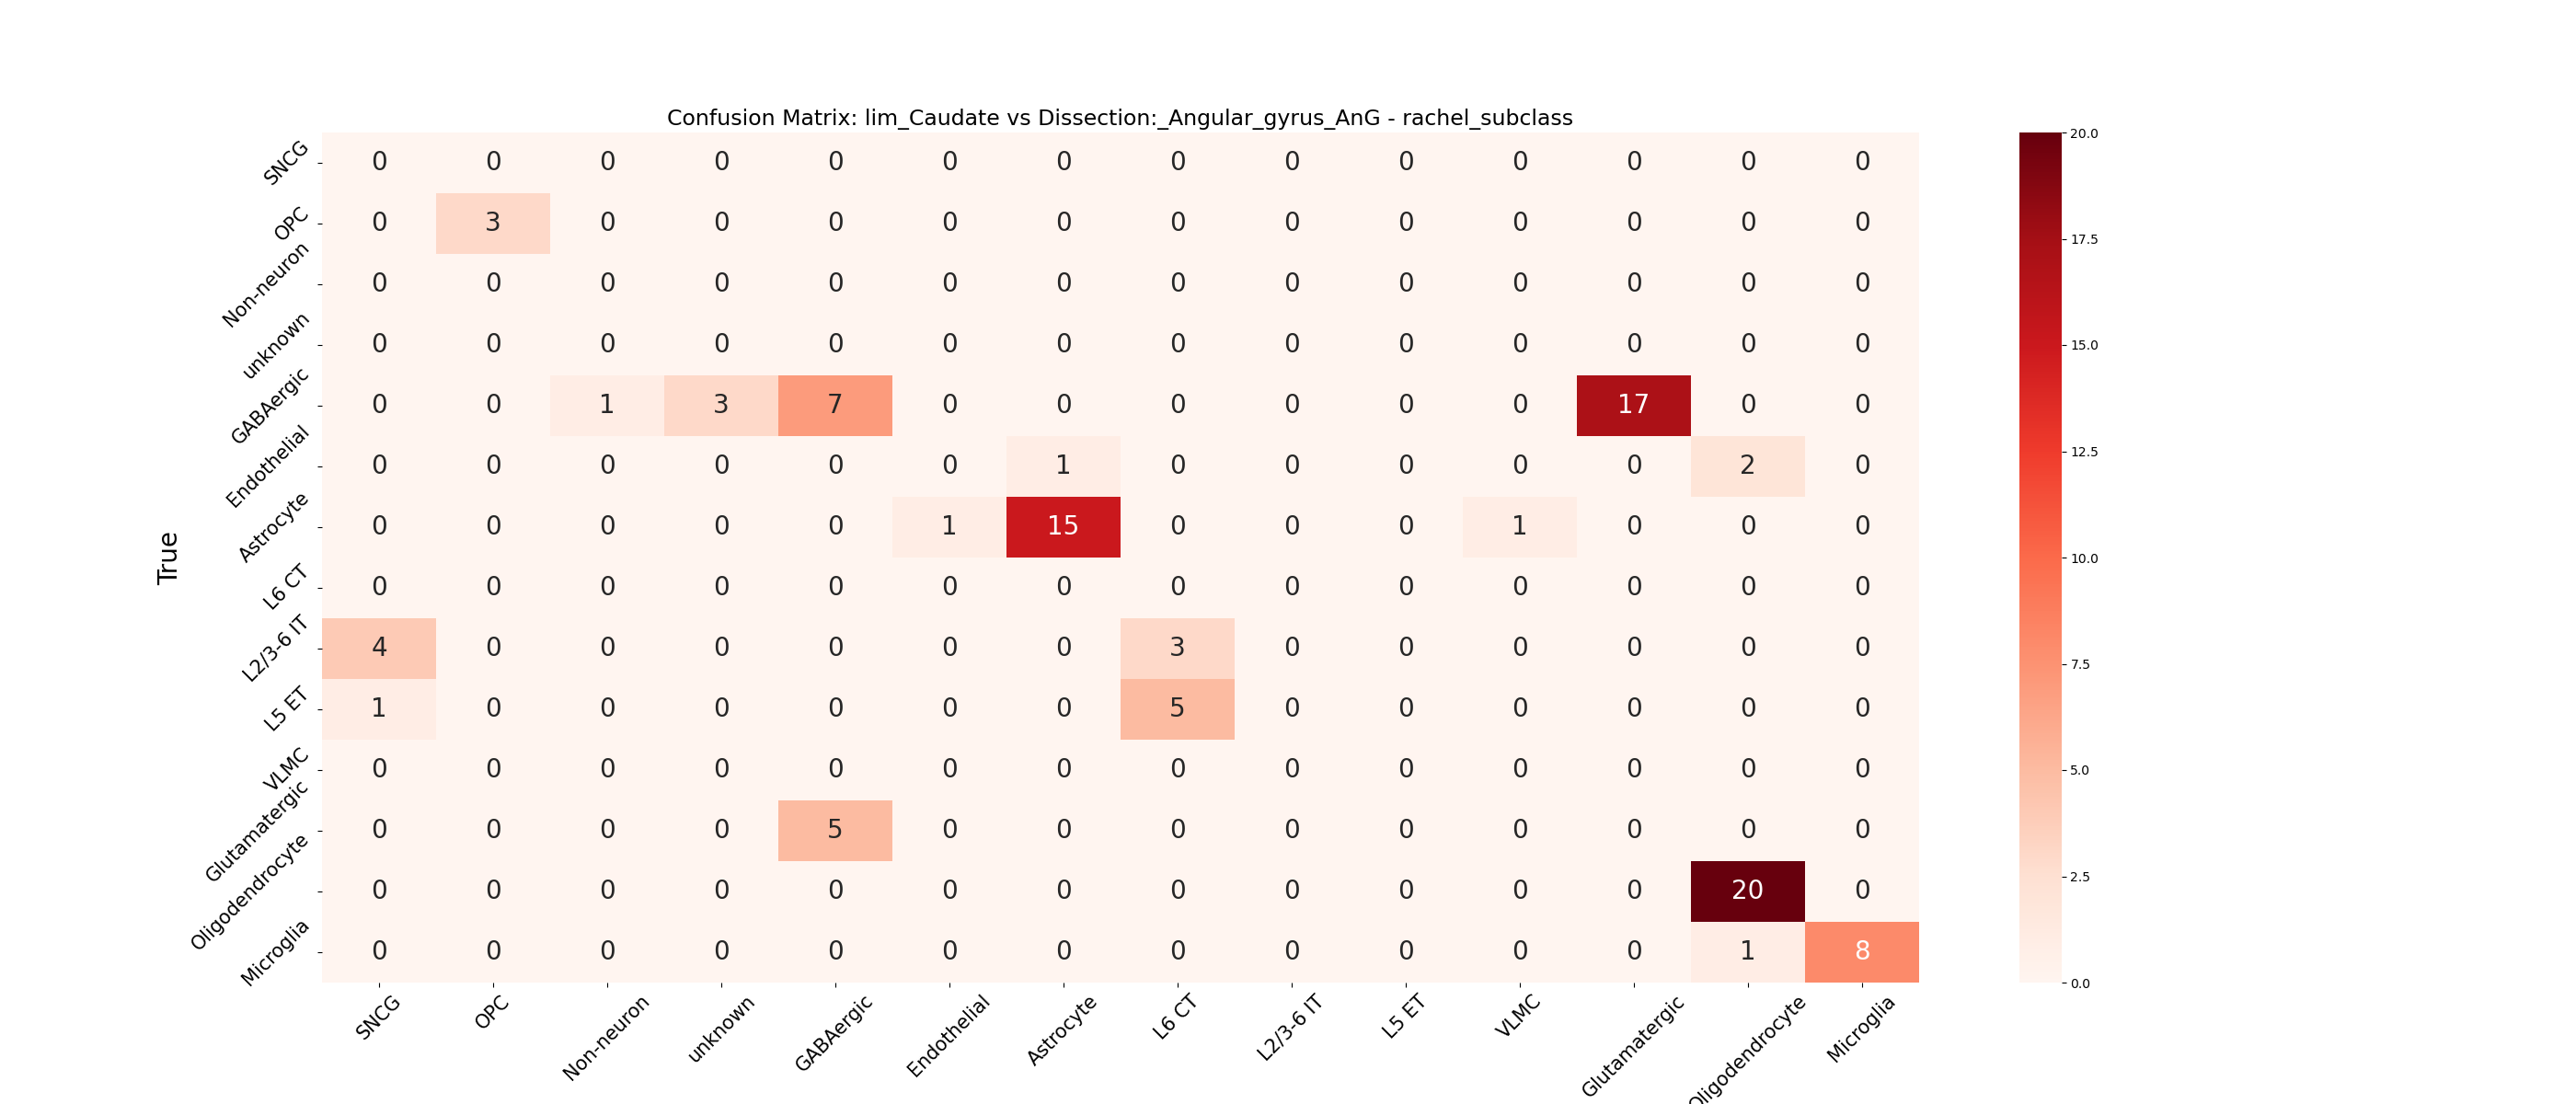 Confusion Matrix: lim_Caudate vs Dissection:_Angular_gyrus_AnG - rachel_subclass
True
SNCG 0 0 0 0 0 0 0 0 0 0 0 0 0 0
OPC 0 3 0 0 0 0 0 0 0 0 0 0 0 0
Non-neuron 0 0 0 0 0 0 0 0 0 0 0 0 0 0
unknown 0 0 0 0 0 0 0 0 0 0 0 0 0 0
GABAergic 0 0 1 3 7 0 0 0 0 0 0 17 0 0
Endothelial 0 0 0 0 0 0 1 0 0 0 0 0 2 0
Astrocyte 0 0 0 0 0 1 15 0 0 0 1 0 0 0
L6 CT 0 0 0 0 0 0 0 0 0 0 0 0 0 0
L2/3-6 IT 4 0 0 0 0 0 0 3 0 0 0 0 0 0
L5 ET 1 0 0 0 0 0 0 5 0 0 0 0 0 0
VLMC 0 0 0 0 0 0 0 0 0 0 0 0 0 0
Glutamatergic 0 0 0 0 5 0 0 0 0 0 0 0 0 0
Oligodendrocyte 0 0 0 0 0 0 0 0 0 0 0 0 20 0
Microglia 0 0 0 0 0 0 0 0 0 0 0 0 1 8
SNCG OPC Non-neuron unknown GABAergic Endothelial Astrocyte L6 CT L2/3-6 IT L5 ET VLMC Glutamatergic Oligodendrocyte Microglia
20.0
17.5
15.0
12.5
10.0
7.5
5.0
2.5
0.0